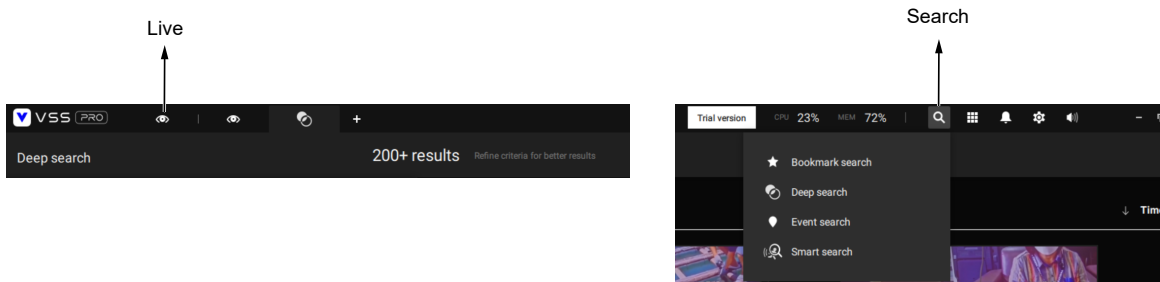 Live
Search
VSS PRO
Deep search
200+ results Refine criteria for better results
Trial version CPU 23% MEM 72%
Bookmark search
Deep search
Event search
Smart search